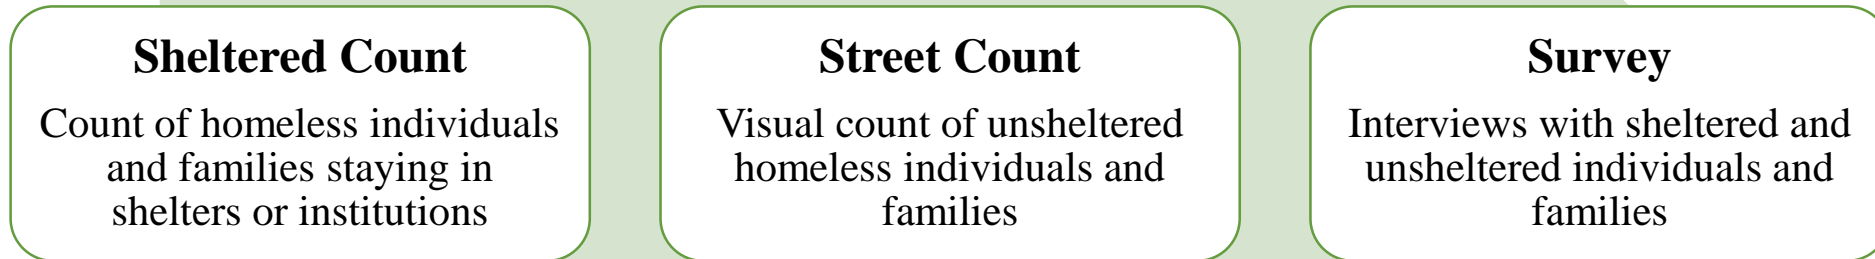 Sheltered Count
Count of homeless individuals
and families staying in
shelters or institutions
Street Count
Visual count of unsheltered
homeless individuals and
families
Survey
Interviews with sheltered and
unsheltered individuals and
families